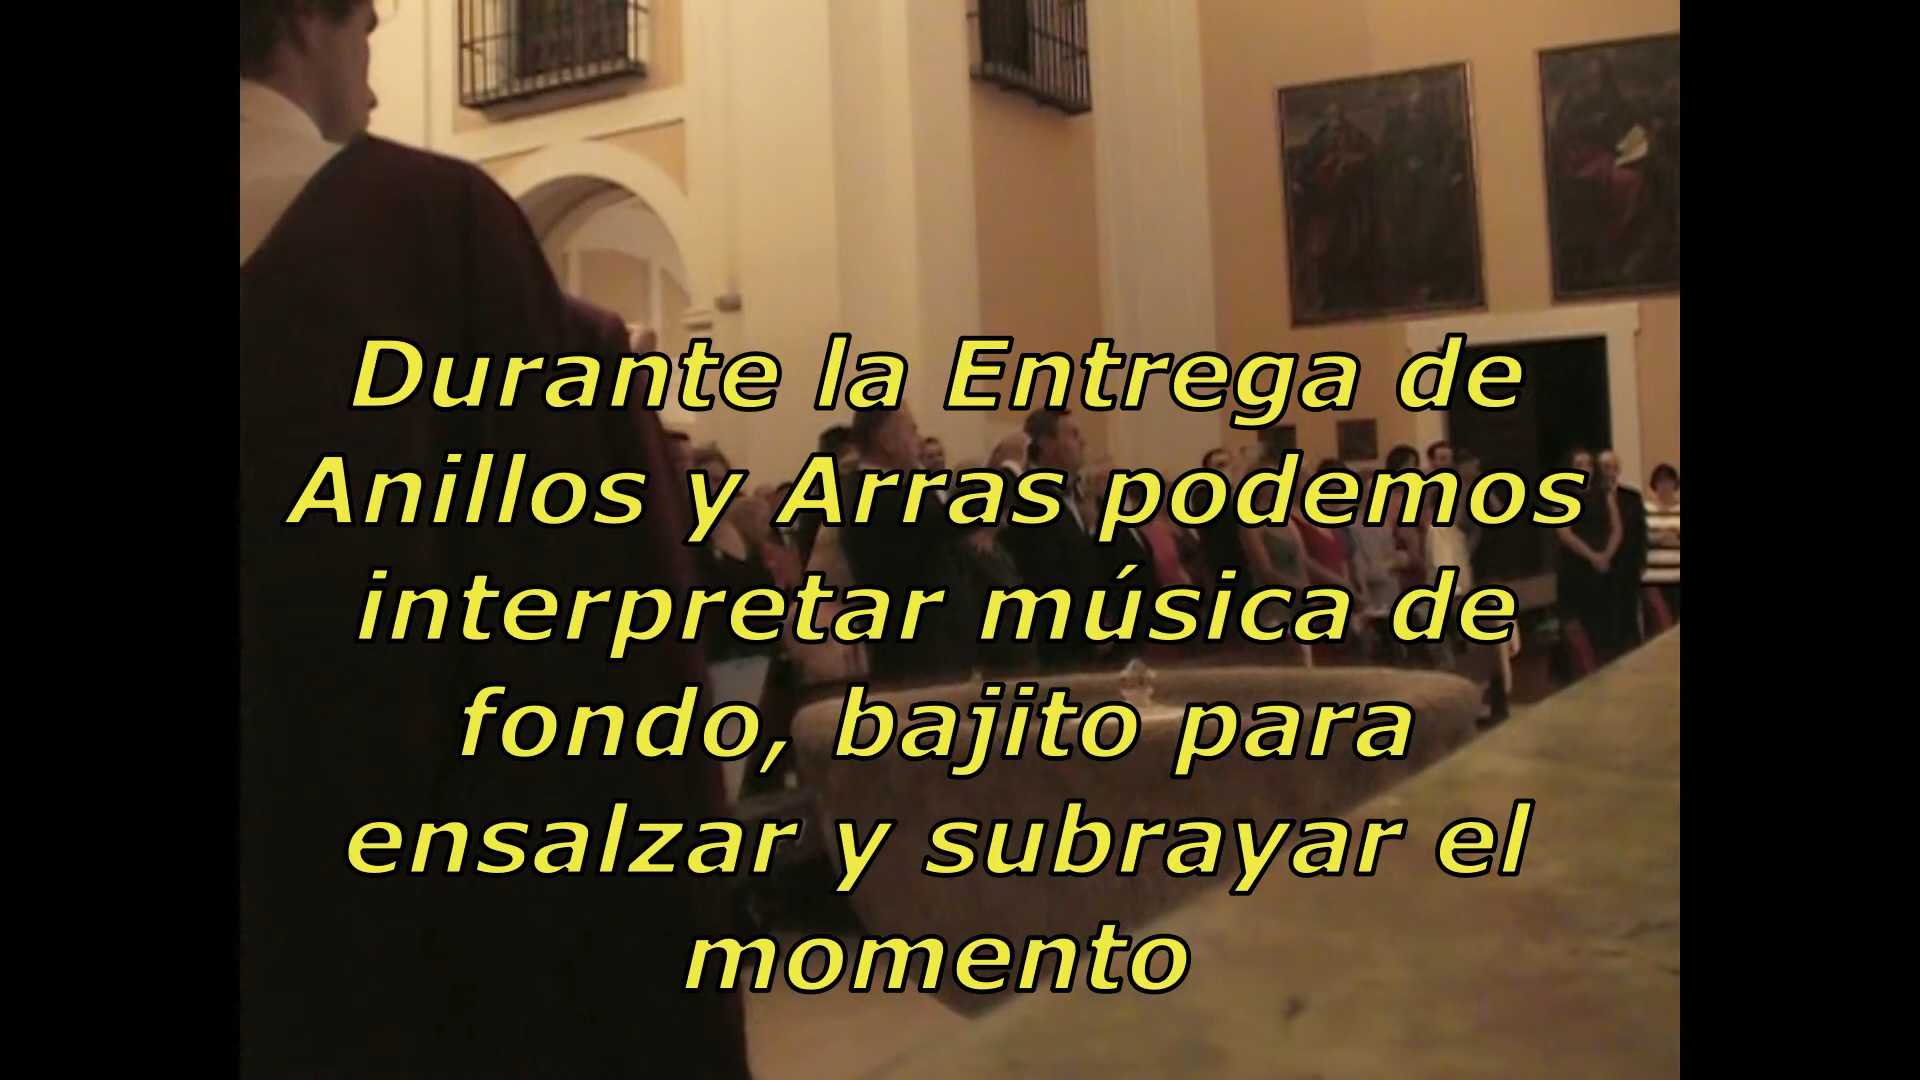 Durante la Entrega de
Anillos y Arras podemos
interpretar música de
fondo, bajito para
ensalzar y subrayar el
momento